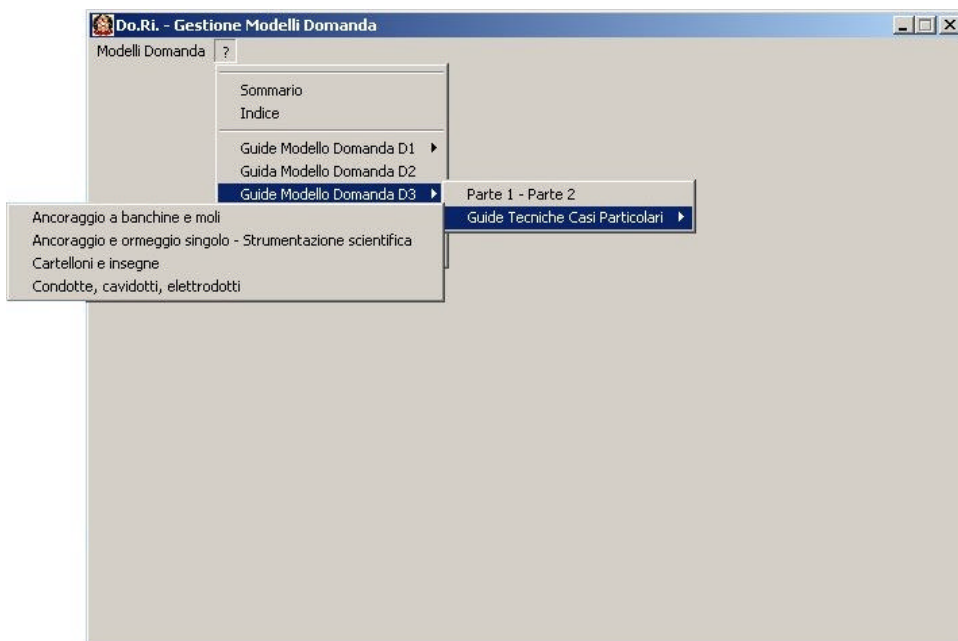 Do.Ri. - Gestione Modelli Domanda
Modelli Domanda ?
Sommario
Indice
Guide Modello Domanda D1
Guida Modello Domanda D2
Guide Modello Domanda D3
Parte 1 - Parte 2
Guide Tecniche Casi Particolari
Ancoraggio a banchine e moli
Ancoraggio e ormeggio singolo - Strumentazione scientifica
Cartelloni e insegne
Condotte, cavidotti, elettrodotti